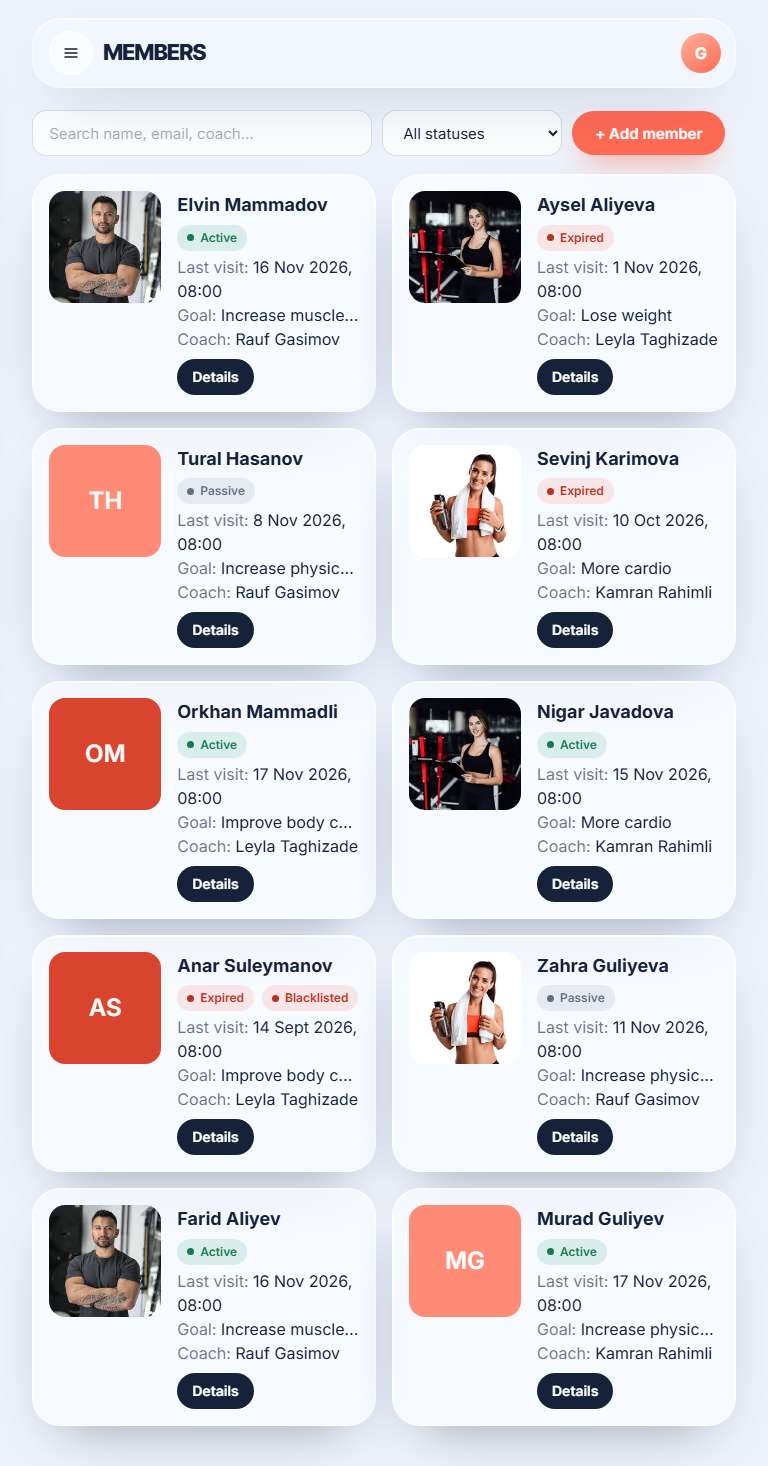 MEMBERS
G
Search name, email, coach...
All statuses
+ Add member
Elvin Mammadov
Active
Last visit: 16 Nov 2026,
08:00
Goal: Increase muscle...
Coach: Rauf Gasimov
Details
Aysel Aliyeva
Expired
Last visit: 1 Nov 2026,
08:00
Goal: Lose weight
Coach: Leyla Taghizade
Details
TH
Tural Hasanov
Passive
Last visit: 8 Nov 2026,
08:00
Goal: Increase physic...
Coach: Rauf Gasimov
Details
Sevinj Karimova
Expired
Last visit: 10 Oct 2026,
08:00
Goal: More cardio
Coach: Kamran Rahimli
Details
OM
Orkhan Mammadli
Active
Last visit: 17 Nov 2026,
08:00
Goal: Improve body c...
Coach: Leyla Taghizade
Details
Nigar Javadova
Active
Last visit: 15 Nov 2026,
08:00
Goal: More cardio
Coach: Kamran Rahimli
Details
AS
Anar Suleymanov
Expired Blacklisted
Last visit: 14 Sept 2026,
08:00
Goal: Improve body c...
Coach: Leyla Taghizade
Details
Zahra Guliyeva
Passive
Last visit: 11 Nov 2026,
08:00
Goal: Increase physic...
Coach: Rauf Gasimov
Details
Farid Aliyev
Active
Last visit: 16 Nov 2026,
08:00
Goal: Increase muscle...
Coach: Rauf Gasimov
Details
MG
Murad Guliyev
Active
Last visit: 17 Nov 2026,
08:00
Goal: Increase physic...
Coach: Kamran Rahimli
Details